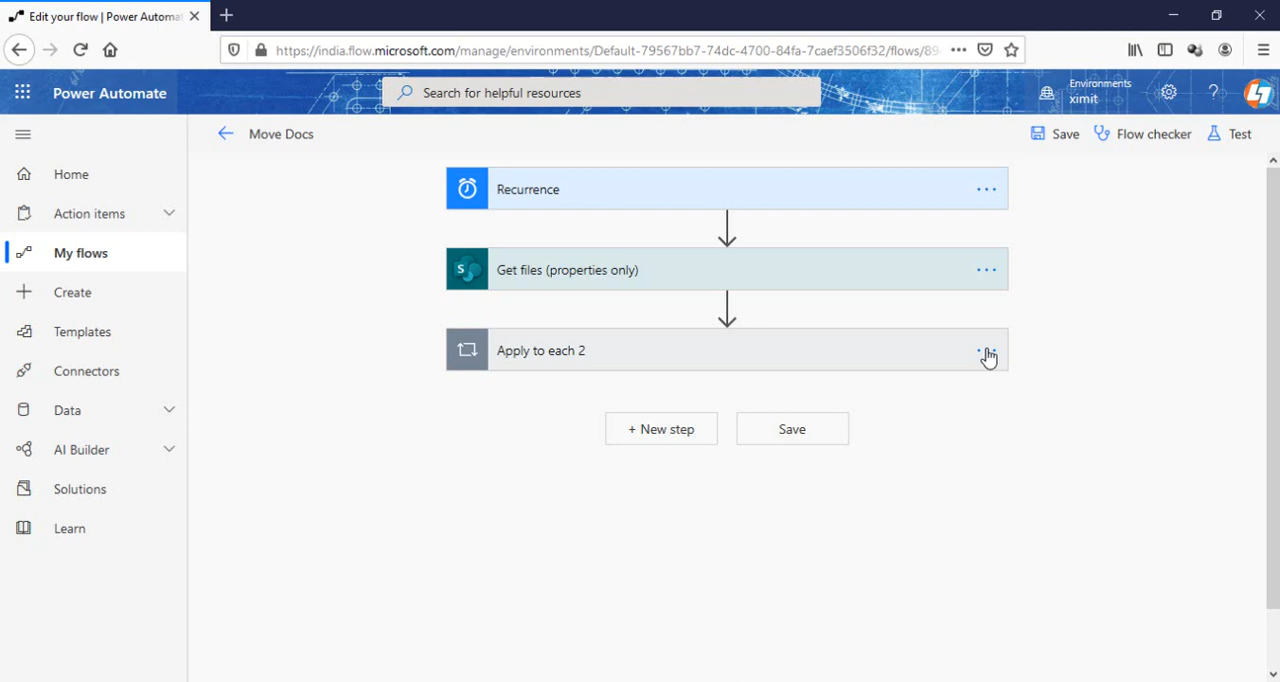 Edit your flow | Power Automa
https://india.flow.microsoft.com/manage/environments/Default-79567bb7-74dc-4700-84fa-7caef3506f32/flows/89
Power Automate
Search for helpful resources
Environments
ximit
Move Docs
Save
Flow checker
Test
Home
Action items
My flows
Create
Templates
Connectors
Data
AI Builder
Solutions
Learn
Recurrence
Get files (properties only)
Apply to each 2
+ New step
Save